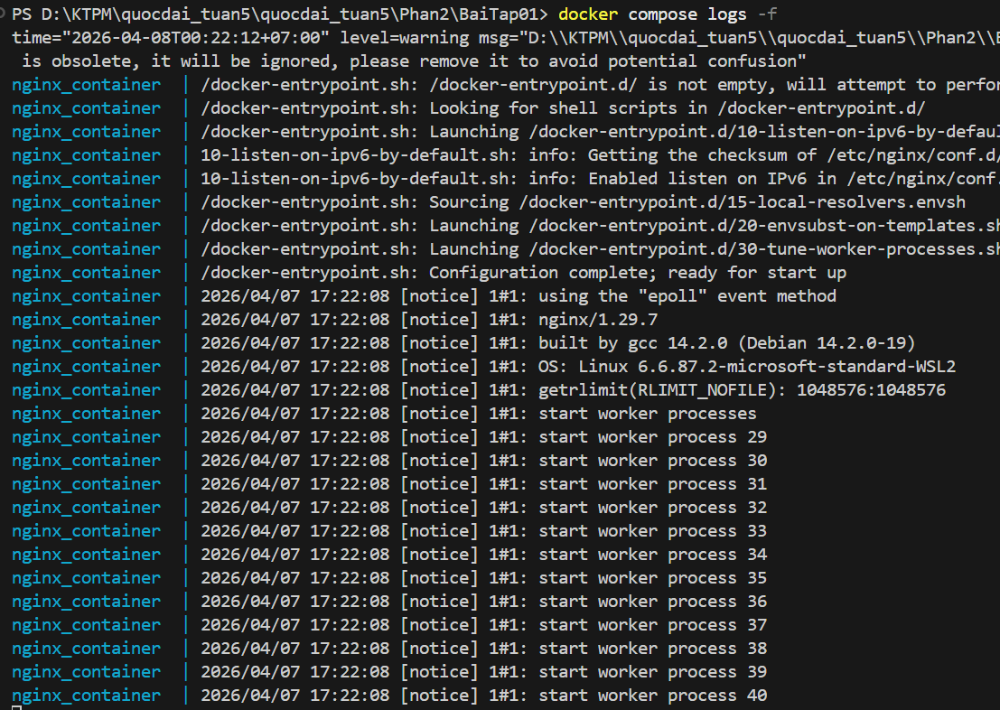 PS D:\KTPM\quocdai_tuan5\quocdai_tuan5\Phan2\BaiTap01> docker compose logs -f
time="2026-04-08T00:22:12+07:00" level=warning msg="D:\\KTPM\\quocdai_tuan5\\quocdai_tuan5\\Phan2\\
is obsolete, it will be ignored, please remove it to avoid potential confusion"
nginx_container | /docker-entrypoint.sh: /docker-entrypoint.d/ is not empty, will attempt to perfor
nginx_container | /docker-entrypoint.sh: Looking for shell scripts in /docker-entrypoint.d/
nginx_container | /docker-entrypoint.sh: Launching /docker-entrypoint.d/10-listen-on-ipv6-by-defaul
nginx_container | 10-listen-on-ipv6-by-default.sh: info: Getting the checksum of /etc/nginx/conf.d/
nginx_container | 10-listen-on-ipv6-by-default.sh: info: Enabled listen on IPv6 in /etc/nginx/conf.
nginx_container | /docker-entrypoint.sh: Sourcing /docker-entrypoint.d/15-local-resolvers.envsh
nginx_container | /docker-entrypoint.sh: Launching /docker-entrypoint.d/20-envsubst-on-templates.sh
nginx_container | /docker-entrypoint.sh: Launching /docker-entrypoint.d/30-tune-worker-processes.sh
nginx_container | /docker-entrypoint.sh: Configuration complete; ready for start up
nginx_container | 2026/04/07 17:22:08 [notice] 1#1: using the "epoll" event method
nginx_container | 2026/04/07 17:22:08 [notice] 1#1: nginx/1.29.7
nginx_container | 2026/04/07 17:22:08 [notice] 1#1: built by gcc 14.2.0 (Debian 14.2.0-19)
nginx_container | 2026/04/07 17:22:08 [notice] 1#1: OS: Linux 6.6.87.2-microsoft-standard-WSL2
nginx_container | 2026/04/07 17:22:08 [notice] 1#1: getrlimit(RLIMIT_NOFILE): 1048576:1048576
nginx_container | 2026/04/07 17:22:08 [notice] 1#1: start worker processes
nginx_container | 2026/04/07 17:22:08 [notice] 1#1: start worker process 29
nginx_container | 2026/04/07 17:22:08 [notice] 1#1: start worker process 30
nginx_container | 2026/04/07 17:22:08 [notice] 1#1: start worker process 31
nginx_container | 2026/04/07 17:22:08 [notice] 1#1: start worker process 32
nginx_container | 2026/04/07 17:22:08 [notice] 1#1: start worker process 33
nginx_container | 2026/04/07 17:22:08 [notice] 1#1: start worker process 34
nginx_container | 2026/04/07 17:22:08 [notice] 1#1: start worker process 35
nginx_container | 2026/04/07 17:22:08 [notice] 1#1: start worker process 36
nginx_container | 2026/04/07 17:22:08 [notice] 1#1: start worker process 37
nginx_container | 2026/04/07 17:22:08 [notice] 1#1: start worker process 38
nginx_container | 2026/04/07 17:22:08 [notice] 1#1: start worker process 39
nginx_container | 2026/04/07 17:22:08 [notice] 1#1: start worker process 40